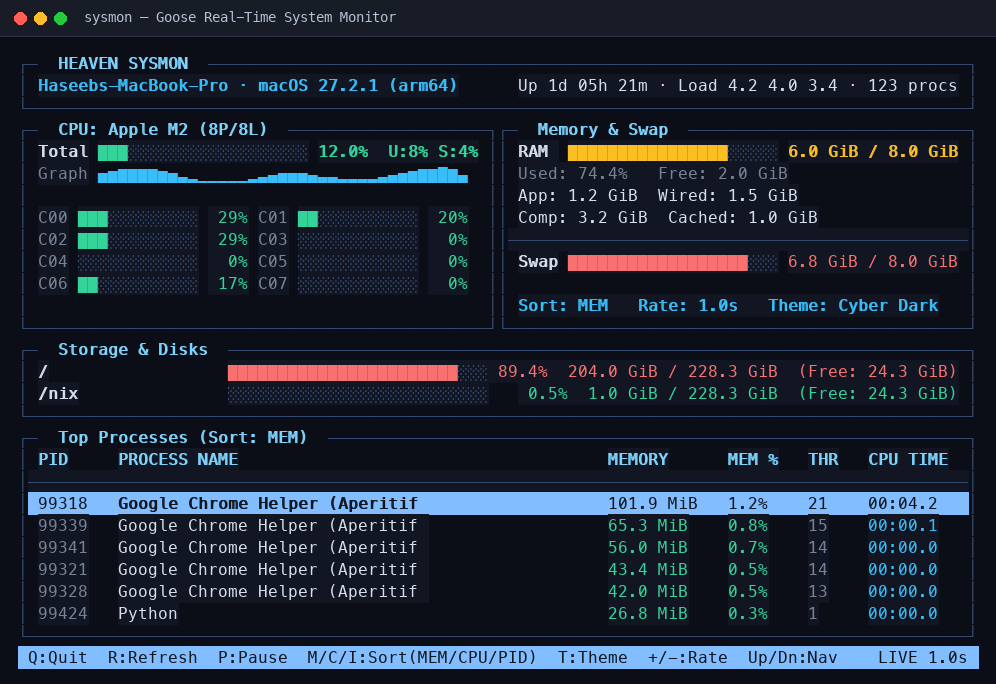 sysmon — Goose Real-Time System Monitor
HEAVEN SYSMON
Haseebs-MacBook-Pro · macOS 27.2.1 (arm64) Up 1d 05h 21m · Load 4.2 4.0 3.4 · 123 procs
CPU: Apple M2 (8P/8L)
Total 12.0% U:8% S:4%
Graph
C00 29% C01 20%
C02 29% C03 0%
C04 0% C05 0%
C06 17% C07 0%
Memory & Swap
RAM 6.0 GiB / 8.0 GiB
Used: 74.4% Free: 2.0 GiB
App: 1.2 GiB Wired: 1.5 GiB
Comp: 3.2 GiB Cached: 1.0 GiB
Swap 6.8 GiB / 8.0 GiB
Sort: MEM Rate: 1.0s Theme: Cyber Dark
Storage & Disks
/ 89.4% 204.0 GiB / 228.3 GiB (Free: 24.3 GiB)
/nix 0.5% 1.0 GiB / 228.3 GiB (Free: 24.3 GiB)
Top Processes (Sort: MEM)
PID PROCESS NAME MEMORY MEM % THR CPU TIME
99318 Google Chrome Helper (Aperitif 101.9 MiB 1.2% 21 00:04.2
99339 Google Chrome Helper (Aperitif 65.3 MiB 0.8% 15 00:00.1
99341 Google Chrome Helper (Aperitif 56.0 MiB 0.7% 14 00:00.0
99321 Google Chrome Helper (Aperitif 43.4 MiB 0.5% 14 00:00.0
99328 Google Chrome Helper (Aperitif 42.0 MiB 0.5% 13 00:00.0
99424 Python 26.8 MiB 0.3% 1 00:00.0
Q:Quit R:Refresh P:Pause M/C/I:Sort(MEM/CPU/PID) T:Theme +/-:Rate Up/Dn:Nav LIVE 1.0s